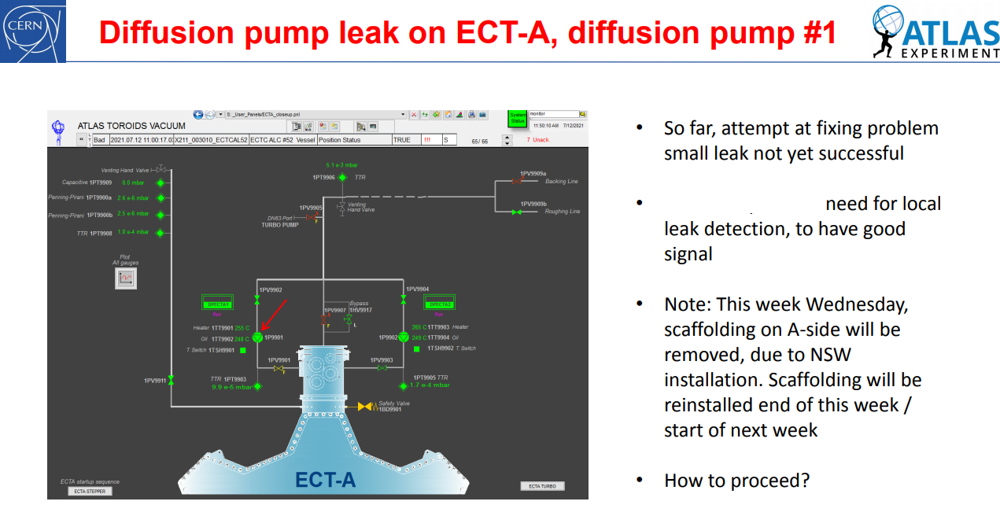 CERN
Diffusion pump leak on ECT-A, diffusion pump #1
ATLAS
EXPERIMENT
S:_User_Panels/ECTA_closeup.pnl
System
Status
monitor
ATLAS TOROIDS VACUUM
11:50:10 AM 7/12/2021
« Bad 2021.07.12 11:00:17.0 X211_003010_ECTCAL52 ECTC ALC #52 Vessel Position Status TRUE !!! S 65/ 66
7 Unack.
Venting Hand Valve
Capacitive 1PT9909 0.0 mbar
Penning-Pirani 1PT9900a 2.6 e-6 mbar
Penning-Pirani 1PT9900b 2.5 e-6 mbar
TTR 1PT9908 1.0 e-4 mbar
Plot
All gauges
5.1 e-3 mbar
1PT9906 TTR
1PV9905
Venting
Hand Valve
DN63 Port
TURBO PUMP
F
1PV9909a
Backing Line
1PV9909b
Roughing Line
1PV9902
1PV9904
DPECTA1
Run
DPECTA2
Run
Bypass
1PV9907 1HV9917
F
L
Heater 1TT9901 255 C
Oil 1TT9902 248 C
1P9901
T. Switch 1TSH9901
265 C 1TT9903 Heater
1P9902
249 C 1TT9904 Oil
1TSH9902 T. Switch
1PV9901
F
1PV9903
TTR 1PT9903
9.9 e-5 mbar
1PT9905 TTR
1.7 e-4 mbar
1PV9911
Safety Valve
1BD9901
ECT-A
ECTA startup sequence
ECTA STEPPER
ECTA TURBO
• So far, attempt at fixing problem
small leak not yet successful
• need for local
leak detection, to have good
signal
• Note: This week Wednesday,
scaffolding on A-side will be
removed, due to NSW
installation. Scaffolding will be
reinstalled end of this week /
start of next week
• How to proceed?